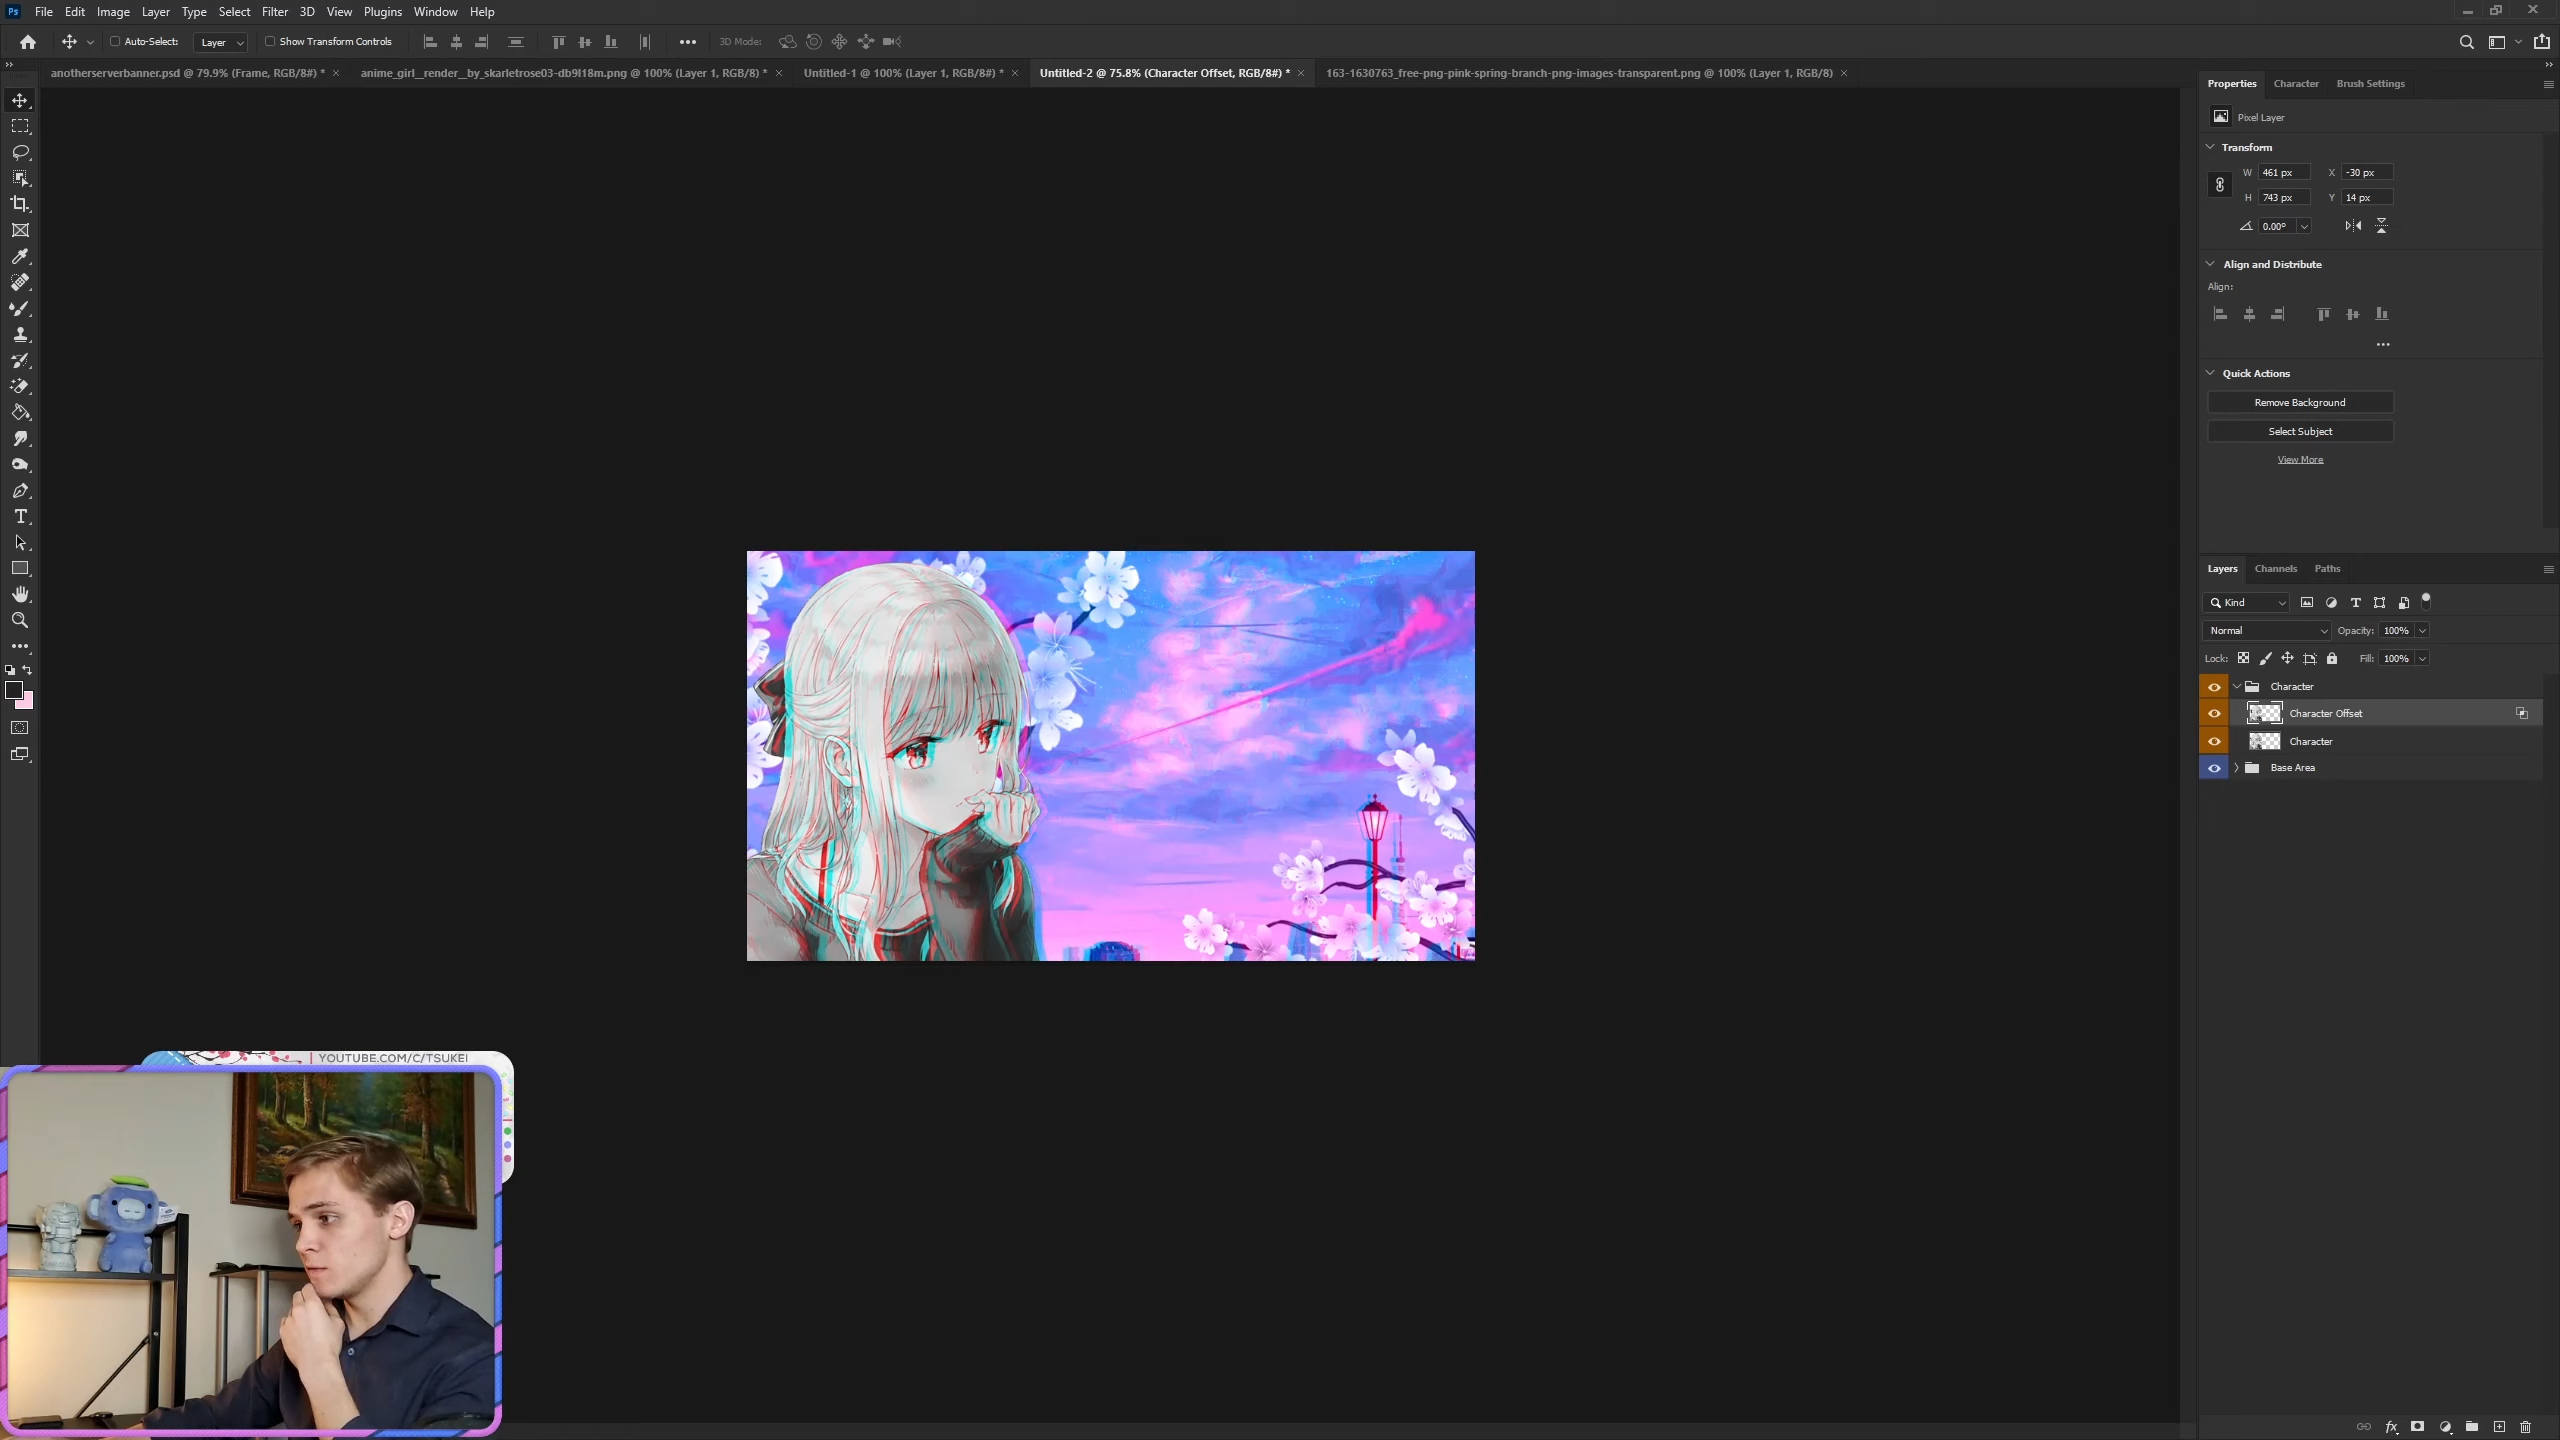 Ps File Edit Image Layer Type Select Filter 3D View Plugins Window Help
Auto-Select: Layer Show Transform Controls 3D Mode:
anotherserverbanner.psd @ 79.9% (Frame, RGB/8#) * anime_girl__render__by_skarletrose03-db9l18m.png @ 100% (Layer 1, RGB/8) * Untitled-1 @ 100% (Layer 1, RGB/8#) * Untitled-2 @ 75.8% (Character Offset, RGB/8#) * 163-1630763_free-png-pink-spring-branch-png-images-transparent.png @ 100% (Layer 1, RGB/8)
Properties Character Brush Settings
Pixel Layer
Transform
W 461 px X -30 px
H 743 px Y 14 px
0.00°
Align and Distribute
Align:
Quick Actions
Remove Background
Select Subject
View More
Layers Channels Paths
Kind
Normal Opacity: 100%
Lock: Fill: 100%
Character
Character Offset
Character
Base Area
YOUTUBE.COM/C/TSUKEI